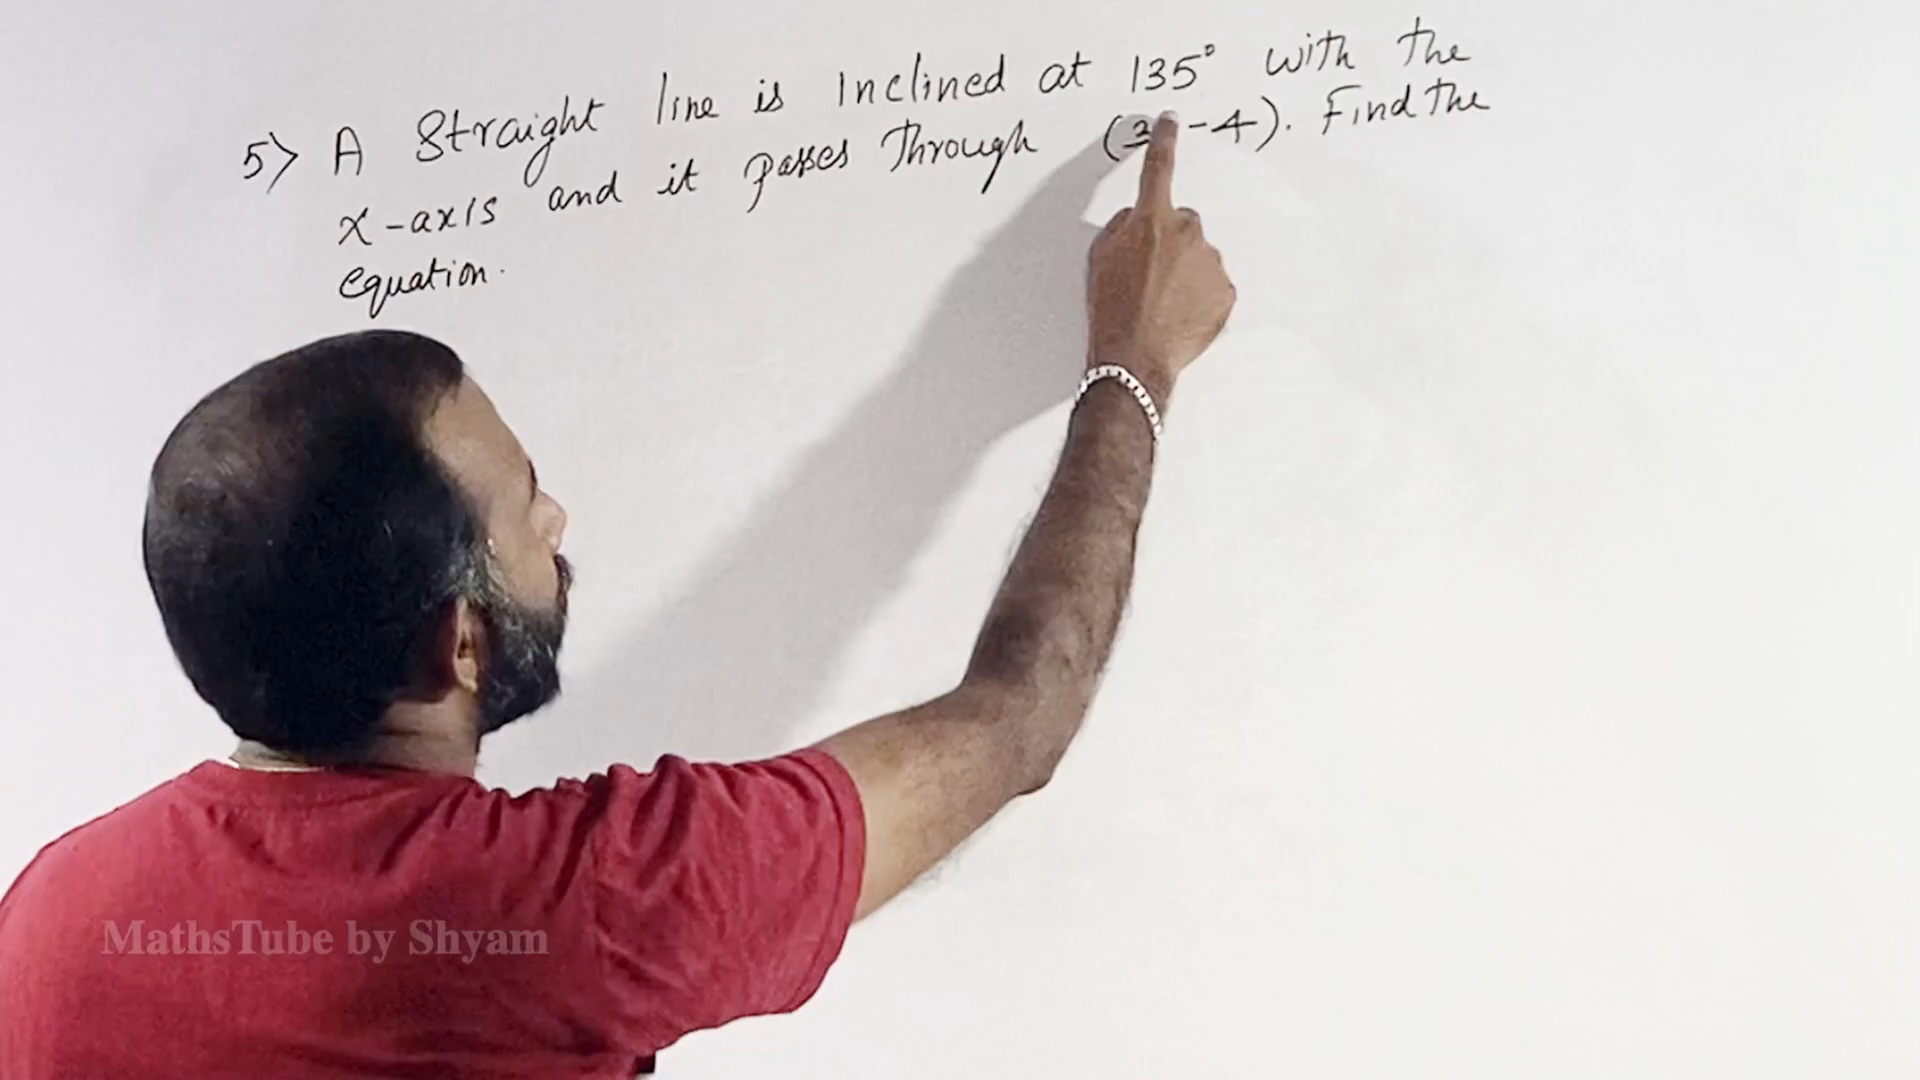 5> A Straight line is Inclined at 135° with the
x-axis and it passes Through ( -4). Find the
equation.
MathsTube by Shyam